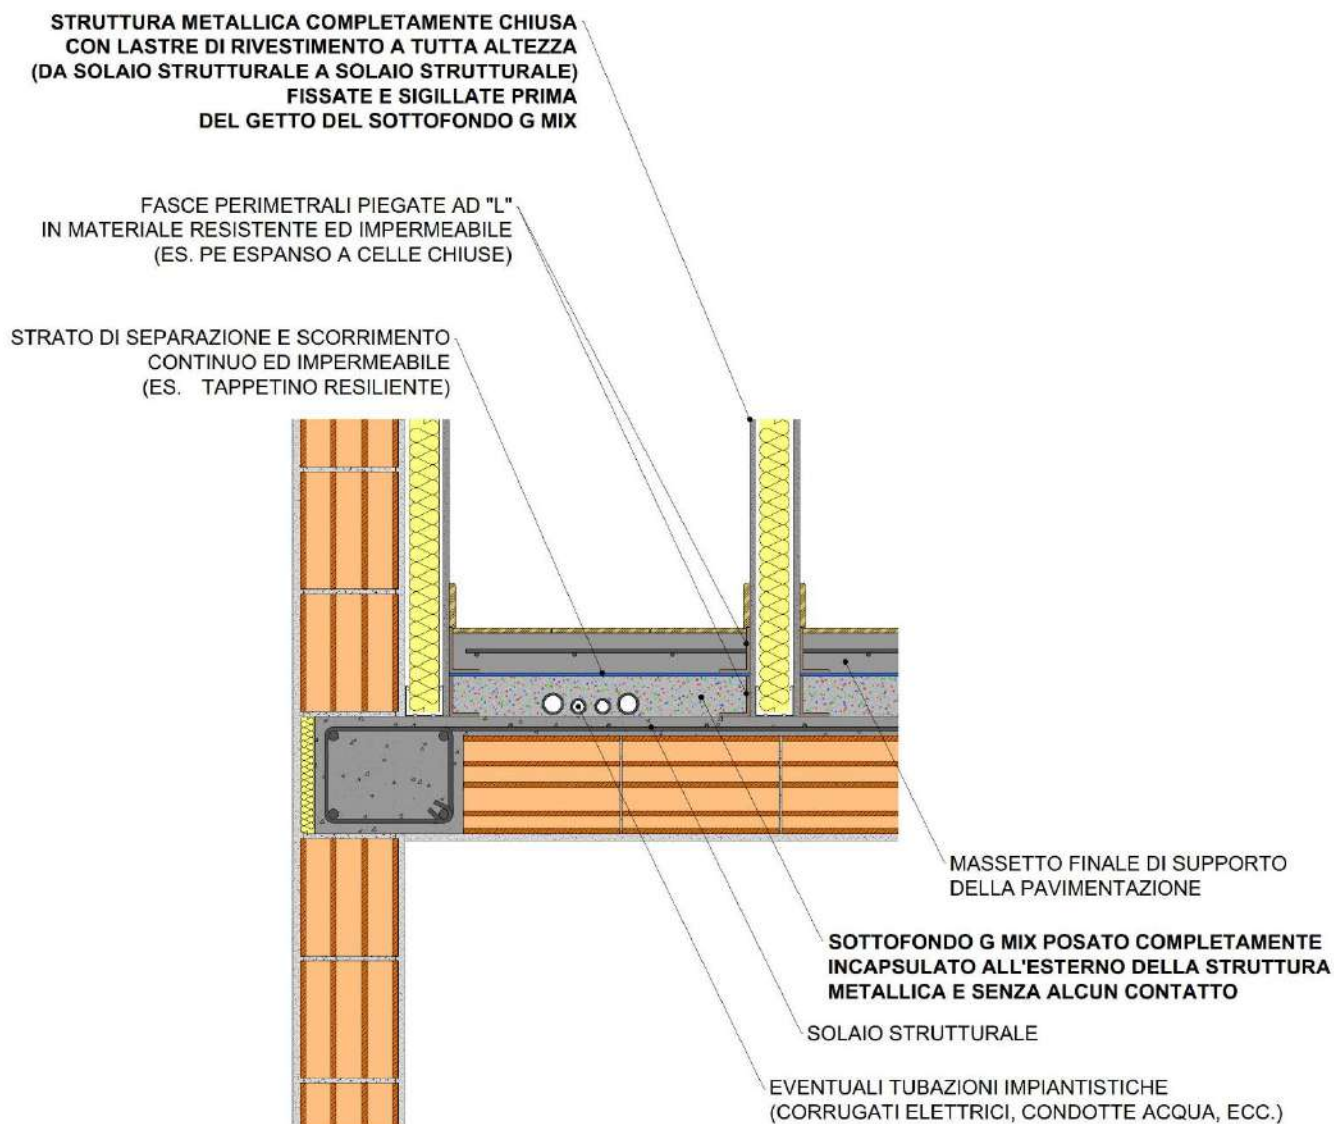 STRUTTURA METALLICA COMPLETAMENTE CHIUSA
CON LASTRE DI RIVESTIMENTO A TUTTA ALTEZZA
(DA SOLAIO STRUTTURALE A SOLAIO STRUTTURALE)
FISSATE E SIGILLATE PRIMA
DEL GETTO DEL SOTTOFONDO G MIX
FASCE PERIMETRALI PIEGATE AD "L"
IN MATERIALE RESISTENTE ED IMPERMEABILE
(ES. PE ESPANSO A CELLE CHIUSE)
STRATO DI SEPARAZIONE E SCORRIMENTO
CONTINUO ED IMPERMEABILE
(ES. TAPPETINO RESILIENTE)
MASSETTO FINALE DI SUPPORTO
DELLA PAVIMENTAZIONE
SOTTOFONDO G MIX POSATO COMPLETAMENTE
INCAPSULATO ALL'ESTERNO DELLA STRUTTURA
METALLICA E SENZA ALCUN CONTATTO
SOLAIO STRUTTURALE
EVENTUALI TUBAZIONI IMPIANTISTICHE
(CORRUGATI ELETTRICI, CONDOTTE ACQUA, ECC.)